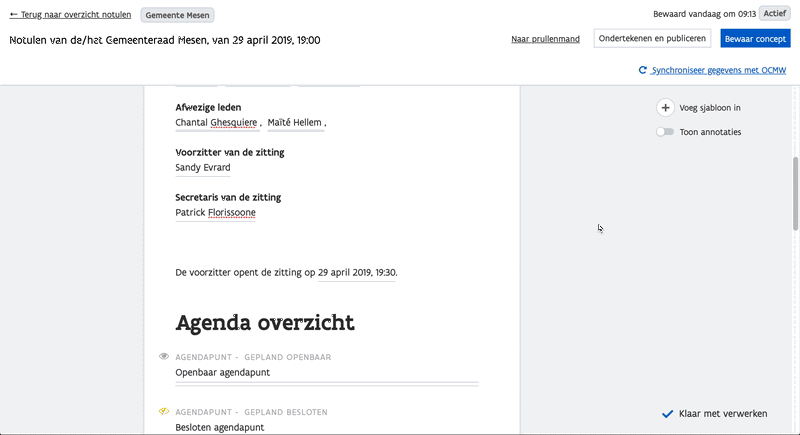 ← Terug naar overzicht notulen
Gemeente Mesen
Bewaard vandaag om 09:13
Actief
Notulen van de/het Gemeenteraad Mesen, van 29 april 2019, 19:00
Naar prullenmand
Ondertekenen en publiceren
Bewaar concept
Synchroniseer gegevens met OCMW
Afwezige leden
Chantal Ghesquiere , Maïté Hellem ,
Voorzitter van de zitting
Sandy Evrard
Secretaris van de zitting
Patrick Florissoone
De voorzitter opent de zitting op 29 april 2019, 19:30.
Agenda overzicht
AGENDAPUNT - GEPLAND OPENBAAR
Openbaar agendapunt
AGENDAPUNT - GEPLAND BESLOTEN
Besloten agendapunt
Voeg sjabloon in
Toon annotaties
Klaar met verwerken